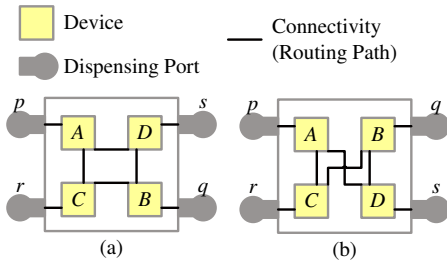 Device
Connectivity
(Routing Path)
Dispensing Port
p s
A D
C B
r q
(a)
p q
A B
C D
r s
(b)